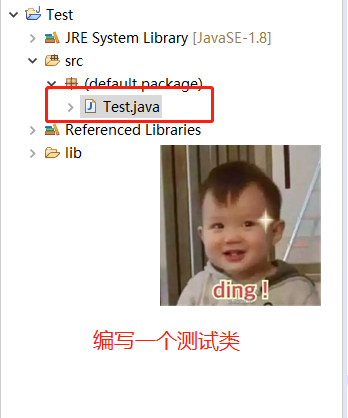 Test
JRE System Library [JavaSE-1.8]
src
(default package)
Test.java
Referenced Libraries
lib
ding！
编写一个测试类